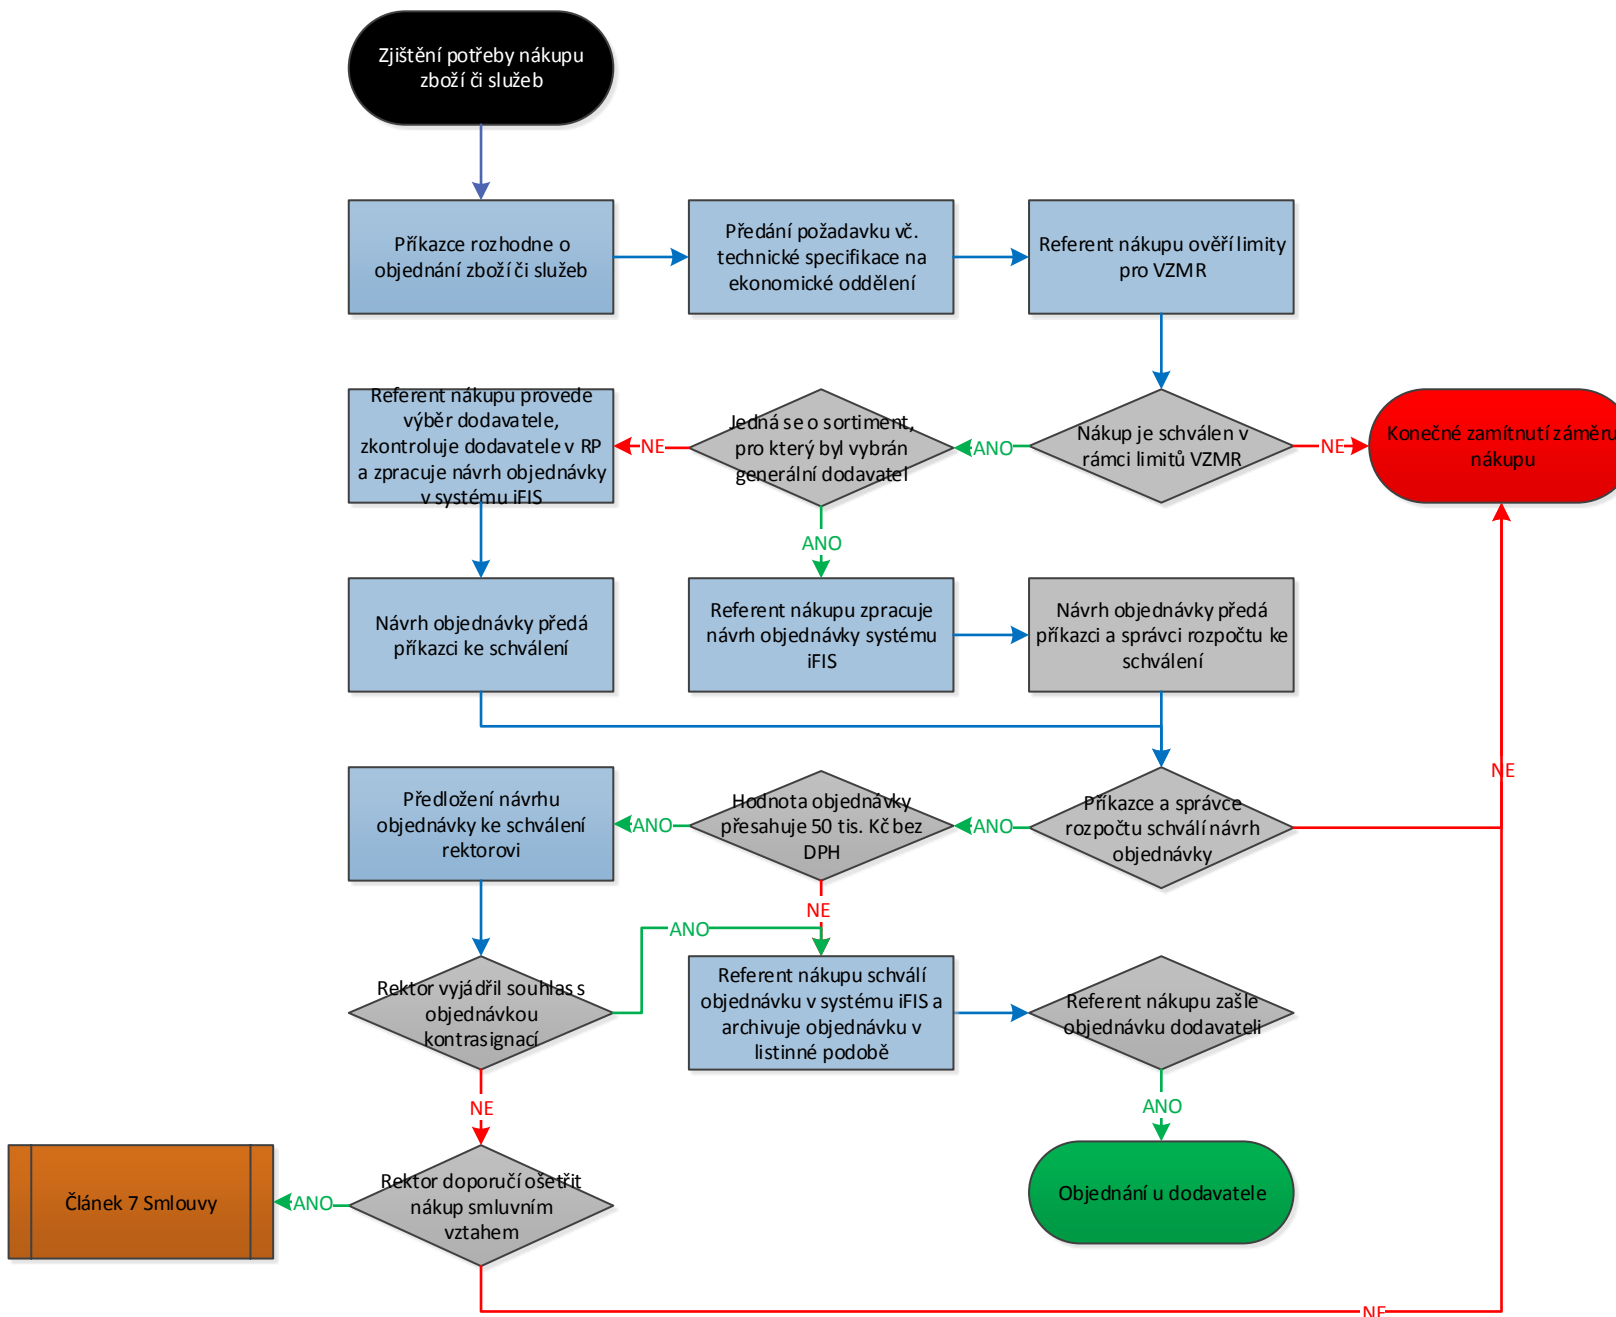 Zjištění potřeby nákupu
zboží či služeb
Příkazce rozhodne o
objednání zboží či služeb
Předání požadavku vč.
technické specifikace na
ekonomické oddělení
Referent nákupu ověří limity
pro VZMR
Referent nákupu provede
výběr dodavatele,
zkontroluje dodavatele v RP
a zpracuje návrh objednávky
v systému iFIS
NE
Jedná se o sortiment,
pro který byl vybrán
generální dodavatel
ANO
Nákup je schválen v
rámci limitů VZMR
NE
Konečné zamítnutí záměru
nákupu
ANO
Návrh objednávky předá
příkazci ke schválení
Referent nákupu zpracuje
návrh objednávky systému
iFIS
Návrh objednávky předá
příkazci a správci rozpočtu ke
schválení
NE
Předložení návrhu
objednávky ke schválení
rektorovi
ANO
Hodnota objednávky
přesahuje 50 tis. Kč bez
DPH
ANO
Příkazce a správce
rozpočtu schválí návrh
objednávky
NE
ANO
Rektor vyjádřil souhlas s
objednávkou
kontrasignací
Referent nákupu schválí
objednávku v systému iFIS a
archivuje objednávku v
listinné podobě
Referent nákupu zašle
objednávku dodavateli
NE
ANO
Článek 7 Smlouvy
ANO
Rektor doporučí ošetřit
nákup smluvním
vztahem
Objednání u dodavatele
NE